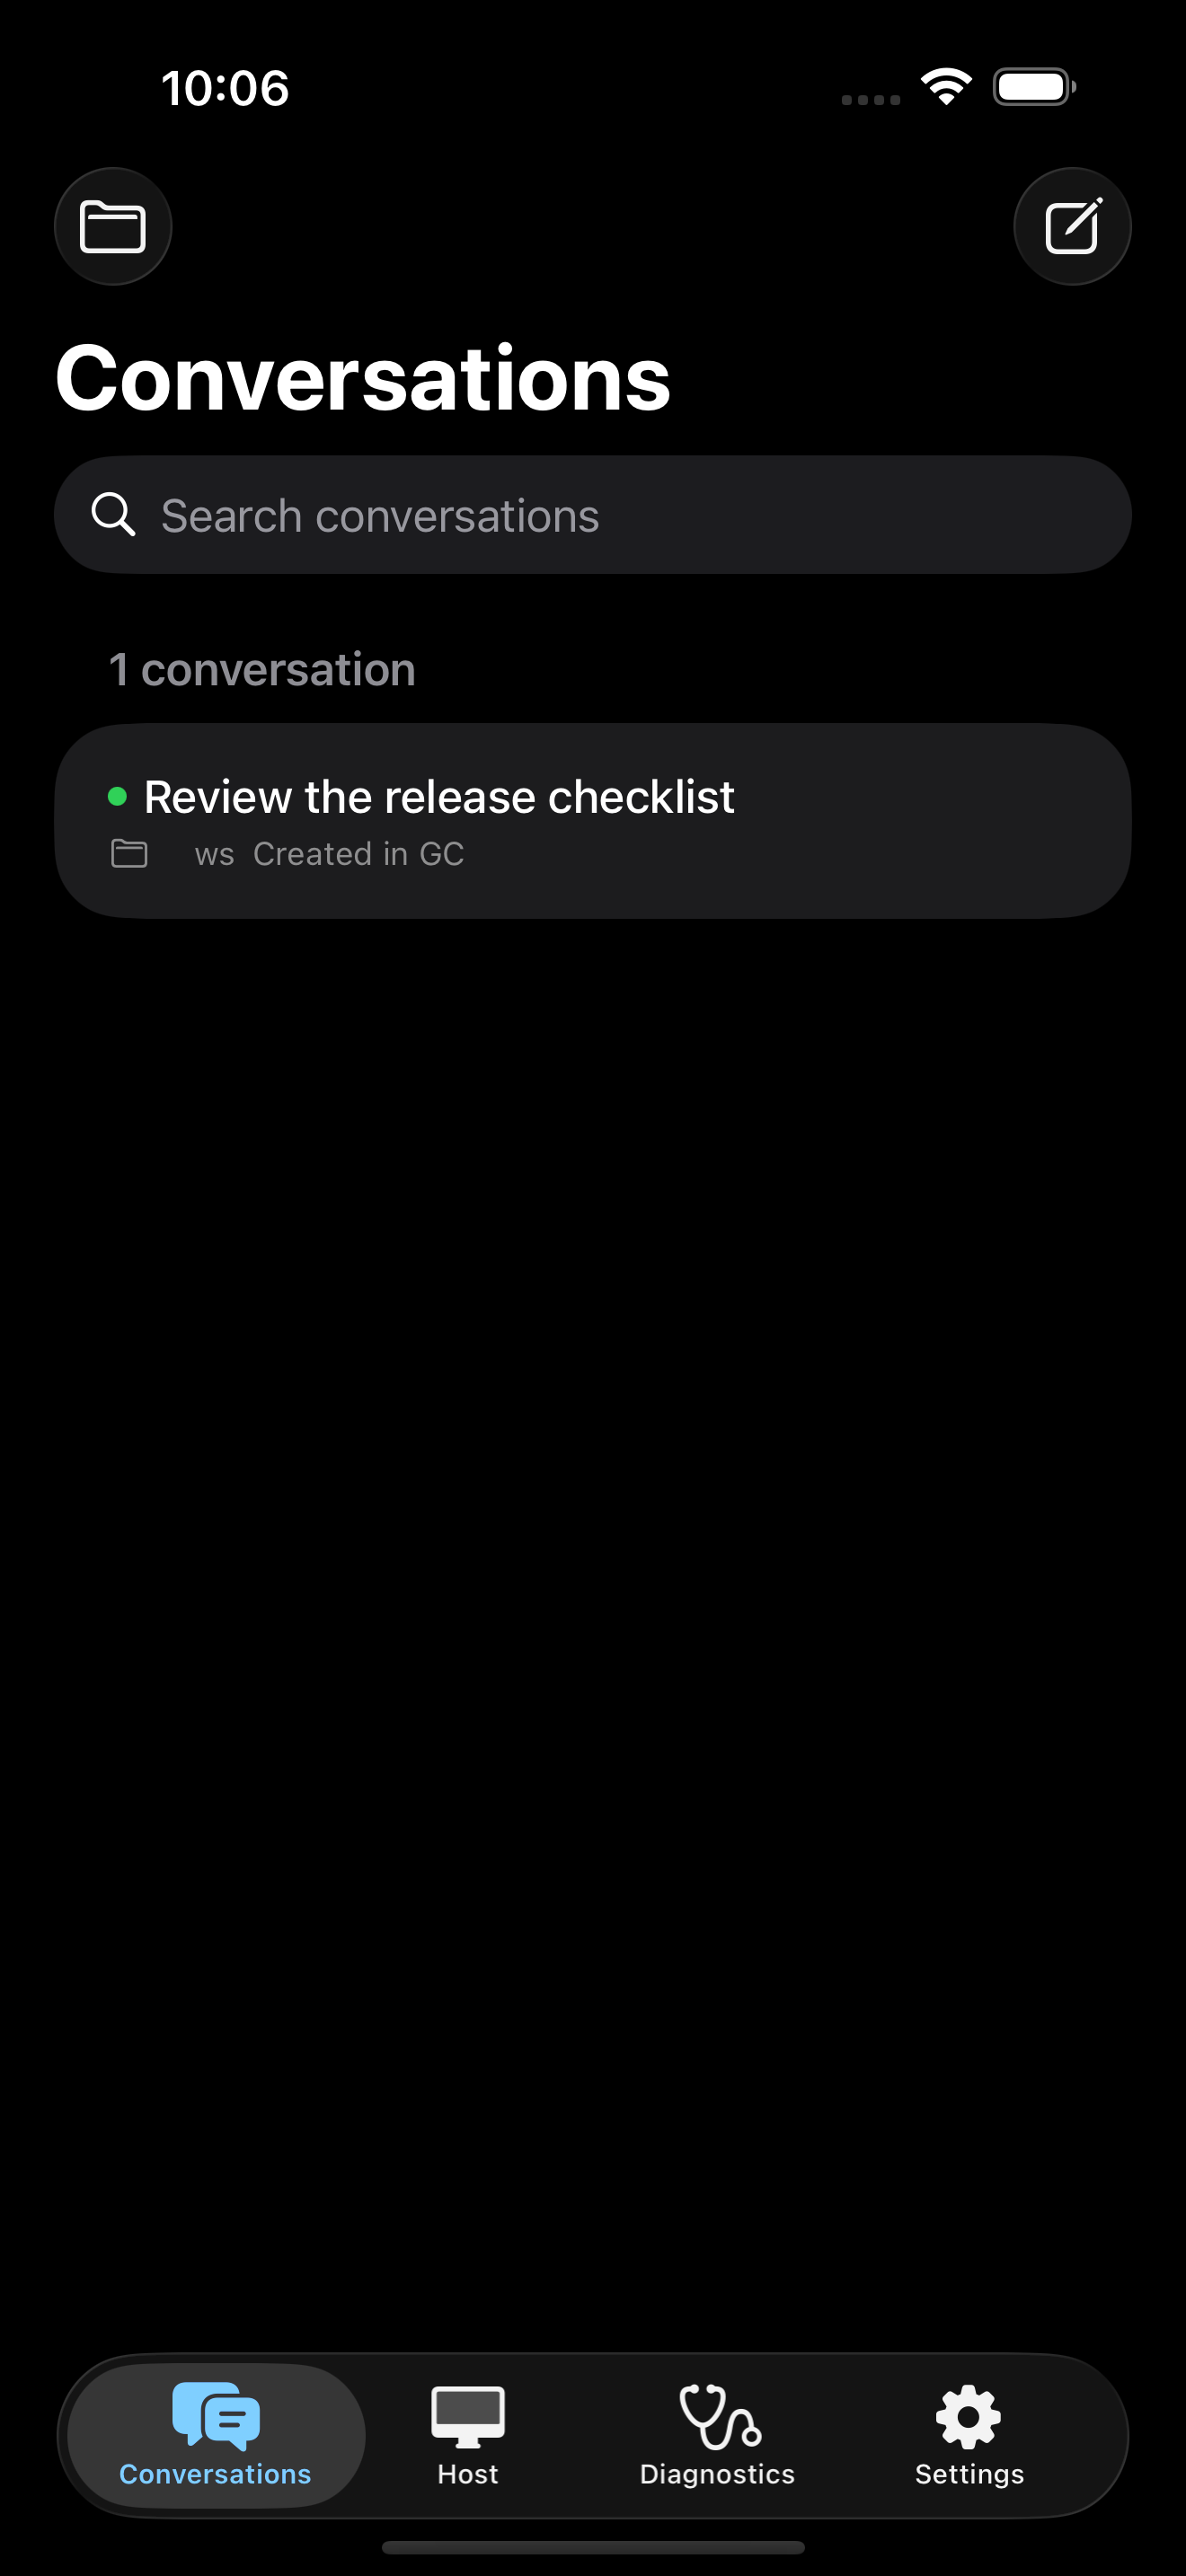 10:06
Conversations
Search conversations
1 conversation
Review the release checklist
ws Created in GC
Conversations
Host
Diagnostics
Settings